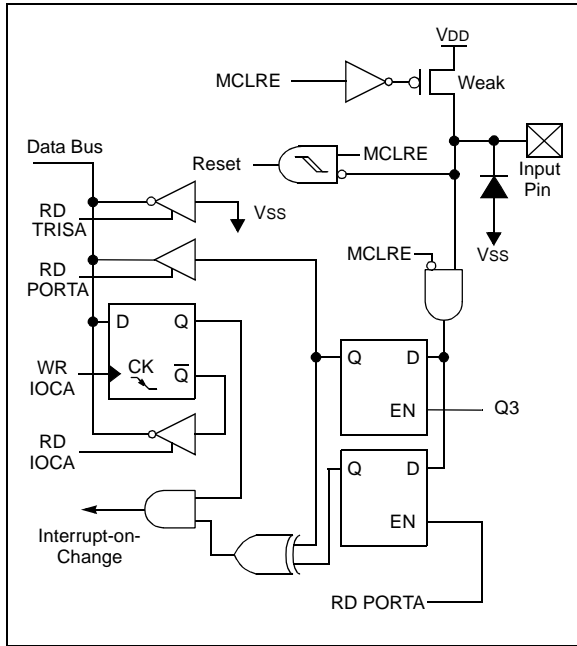 VDD
MCLRE
Weak
Data Bus
Reset
MCLRE
Input
Pin
RD
TRISA
VSS
VSS
MCLRE
RD
PORTA
D
Q
Q
D
WR
IOCA
CK
Q
EN
Q3
RD
IOCA
Q
D
EN
Interrupt-on-
Change
RD PORTA